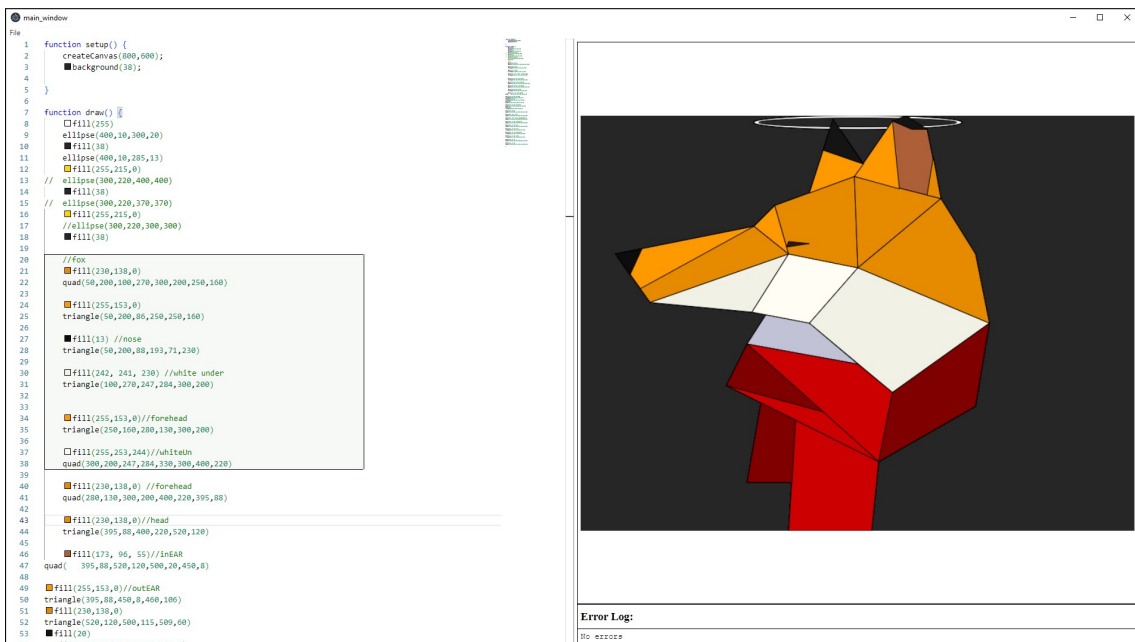 main_window
File
1 function setup() {
2 createCanvas(800,600);
3 background(38);
4
5 }
6
7 function draw() {
8 fill(255)
9 ellipse(400,10,300,20)
10 fill(38)
11 ellipse(400,10,285,13)
12 fill(255,215,0)
13 // ellipse(300,220,400,400)
14 fill(38)
15 // ellipse(300,220,370,370)
16 fill(255,215,0)
17 //ellipse(300,220,300,300)
18 fill(38)
19
20 //fox
21 fill(230,138,0)
22 quad(50,200,100,270,300,200,250,160)
23
24 fill(255,153,0)
25 triangle(50,200,86,250,250,160)
26
27 fill(13) //nose
28 triangle(50,200,88,193,71,230)
29
30 fill(242, 241, 230) //white under
31 triangle(100,270,247,284,300,200)
32
33
34 fill(255,153,0)//forehead
35 triangle(250,160,280,130,300,200)
36
37 fill(255,253,244)//whiteUn
38 quad(300,200,247,284,330,300,400,220)
39
40 fill(230,138,0) //forehead
41 quad(280,130,300,200,400,220,395,88)
42
43 fill(230,138,0)//head
44 triangle(395,88,400,220,520,120)
45
46 fill(173, 96, 55)//inEAR
47 quad( 395,88,520,120,500,20,450,8)
48
49 fill(255,153,0)//outEAR
50 triangle(395,88,450,8,460,106)
51 fill(230,138,0)
52 triangle(520,120,500,115,509,60)
53 fill(20)
Error Log:
No errors